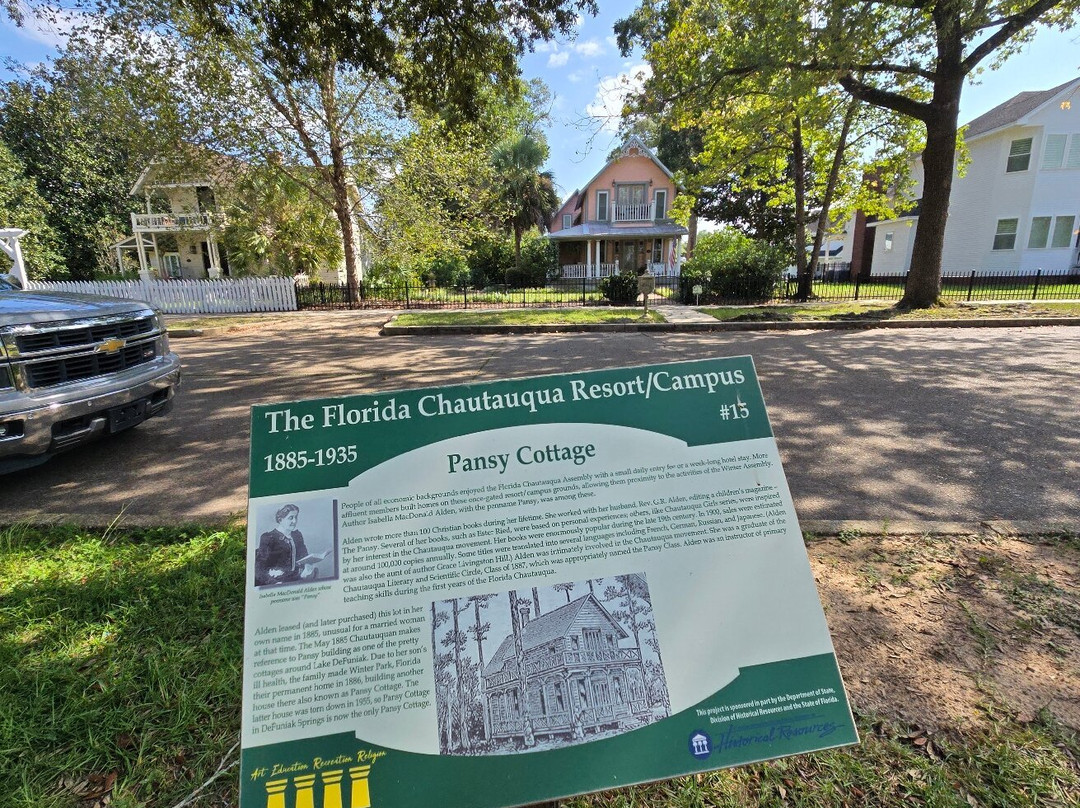 The Florida Chautauqua Resort/Campus
1885-1935
#15
Pansy Cottage
People of all economic backgrounds enjoyed the Florida Chautauqua Assembly with a small daily entry fee or a week-long hotel stay. More
affluent members built homes on these once-gated resort/campus grounds, allowing them proximity to the activities of the Winter Assembly.
Author Isabella MacDonald Alden, with the penname Pansy, was among these.
Alden wrote more than 100 Christian books during her lifetime. She worked with her husband, Rev. G.R. Alden, editing a children's magazine –
The Pansy. Several of her books, such as Ester Ried, were based on personal experiences; others, like Chautauqua Girls series, were inspired
by her interest in the Chautauqua movement. Her books were enormously popular during the late 19th century. In 1900, sales were estimated
at around 100,000 copies annually. Some titles were translated into several languages including French, German, Russian, and Japanese. (Alden
was also the aunt of author Grace Livingston Hill.) Alden was intimately involved in the Chautauqua Movement. She was a graduate of the
Chautauqua Literary and Scientific Circle, Class of 1887, which was appropriately named the Pansy Class. Alden was an instructor of primary
teaching skills during the first years of the Florida Chautauqua.
Isabella MacDonald Alden whose
penname was "Pansy"
Alden leased (and later purchased) this lot in her
own name in 1885, unusual for a married woman
at that time. The May 1885 Chautauquan makes
reference to Pansy building as one of the pretty
cottages around Lake DeFuniak. Due to her son's
ill health, the family made Winter Park, Florida
their permanent home in 1886, building another
house there also known as Pansy Cottage. The
latter house was torn down in 1955, so Pansy Cottage
in DeFuniak Springs is now the only Pansy Cottage.
Art Education Recreation Religion
This project is sponsored in part by the Department of State,
Division of Historical Resources and the State of Florida.
Historical Resources